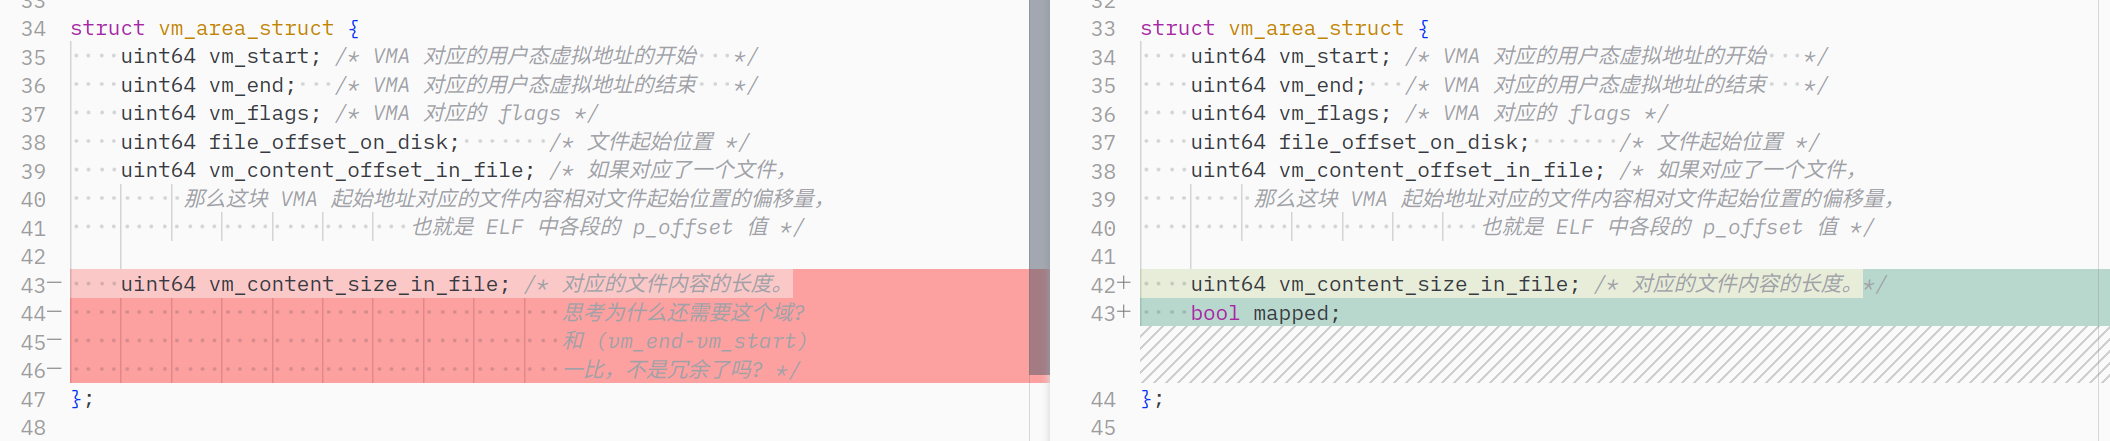 33
34 struct vm_area_struct {
35 uint64 vm_start; /* VMA 对应的用户态虚拟地址的开始 */
36 uint64 vm_end; /* VMA 对应的用户态虚拟地址的结束 */
37 uint64 vm_flags; /* VMA 对应的 flags */
38 uint64 file_offset_on_disk; /* 文件起始位置 */
39 uint64 vm_content_offset_in_file; /* 如果对应了一个文件，
40 那么这块 VMA 起始地址对应的文件内容相对文件起始位置的偏移量，
41 也就是 ELF 中各段的 p_offset 值 */
42
43— uint64 vm_content_size_in_file; /* 对应的文件内容的长度。
44— 思考为什么还需要这个域?
45— 和 (vm_end-vm_start)
46— 一比，不是冗余了吗? */
47 };
48
32
33 struct vm_area_struct {
34 uint64 vm_start; /* VMA 对应的用户态虚拟地址的开始 */
35 uint64 vm_end; /* VMA 对应的用户态虚拟地址的结束 */
36 uint64 vm_flags; /* VMA 对应的 flags */
37 uint64 file_offset_on_disk; /* 文件起始位置 */
38 uint64 vm_content_offset_in_file; /* 如果对应了一个文件，
39 那么这块 VMA 起始地址对应的文件内容相对文件起始位置的偏移量，
40 也就是 ELF 中各段的 p_offset 值 */
41
42+ uint64 vm_content_size_in_file; /* 对应的文件内容的长度。*/
43+ bool mapped;
44 };
45